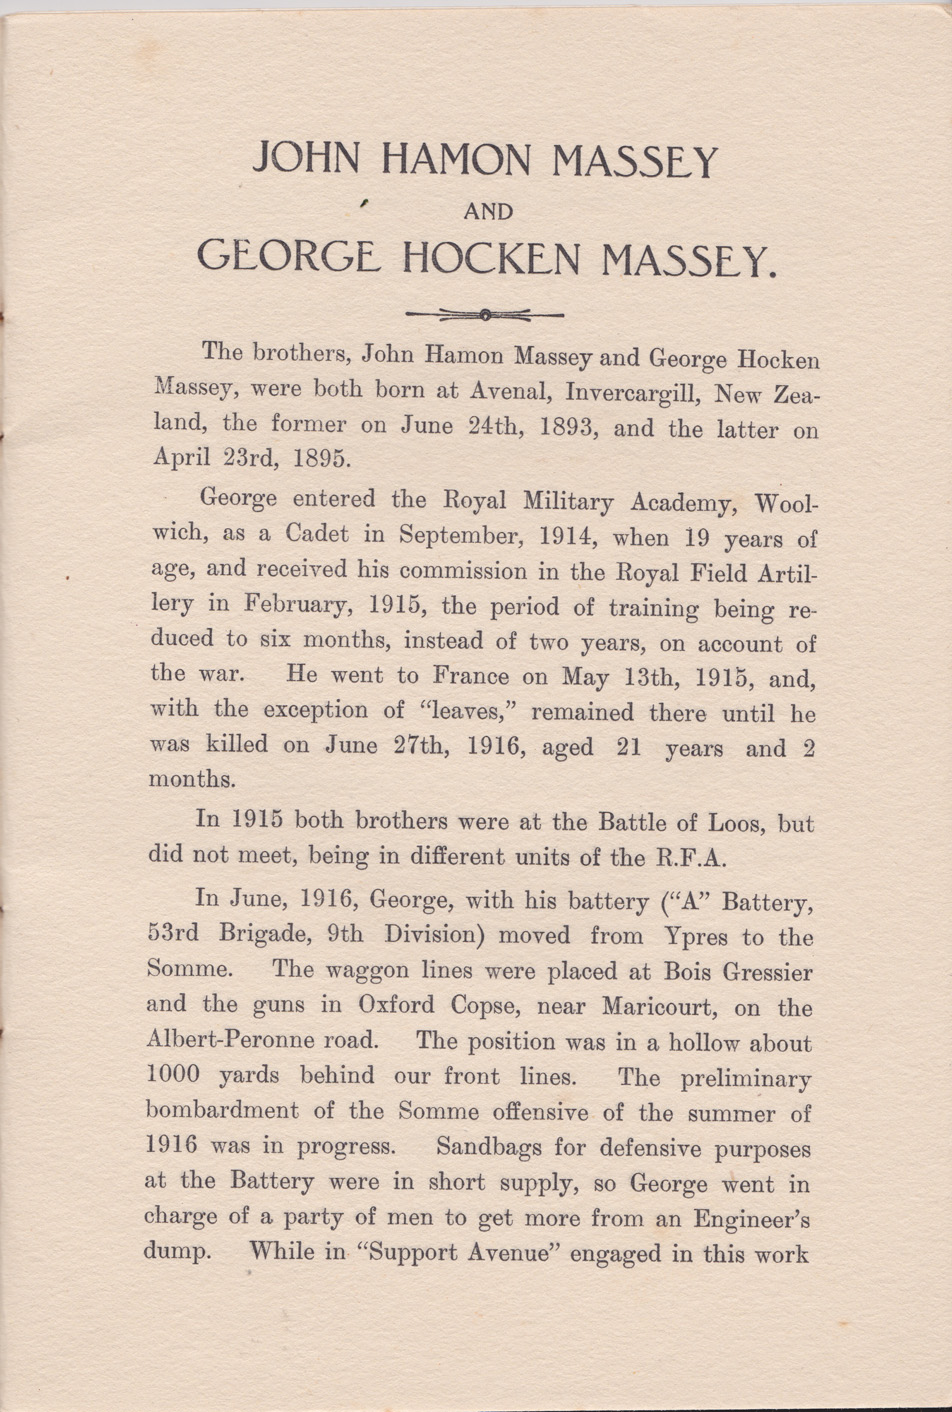 JOHN HAMON MASSEY
AND
GEORGE HOCKEN MASSEY.
The brothers, John Hamon Massey and George Hocken
Massey, were both born at Avenal, Invercargill, New Zea-
land, the former on June 24th, 1893, and the latter on
April 23rd, 1895.
George entered the Royal Military Academy, Wool-
wich, as a Cadet in September, 1914, when 19 years of
age, and received his commission in the Royal Field Artil-
lery in February, 1915, the period of training being re-
duced to six months, instead of two years, on account of
the war. He went to France on May 13th, 1915, and,
with the exception of “leaves,” remained there until he
was killed on June 27th, 1916, aged 21 years and 2
months.
In 1915 both brothers were at the Battle of Loos, but
did not meet, being in different units of the R.F.A.
In June, 1916, George, with his battery (“A” Battery,
53rd Brigade, 9th Division) moved from Ypres to the
Somme. The waggon lines were placed at Bois Gressier
and the guns in Oxford Copse, near Maricourt, on the
Albert-Peronne road. The position was in a hollow about
1000 yards behind our front lines. The preliminary
bombardment of the Somme offensive of the summer of
1916 was in progress. Sandbags for defensive purposes
at the Battery were in short supply, so George went in
charge of a party of men to get more from an Engineer’s
dump. While in “Support Avenue” engaged in this work